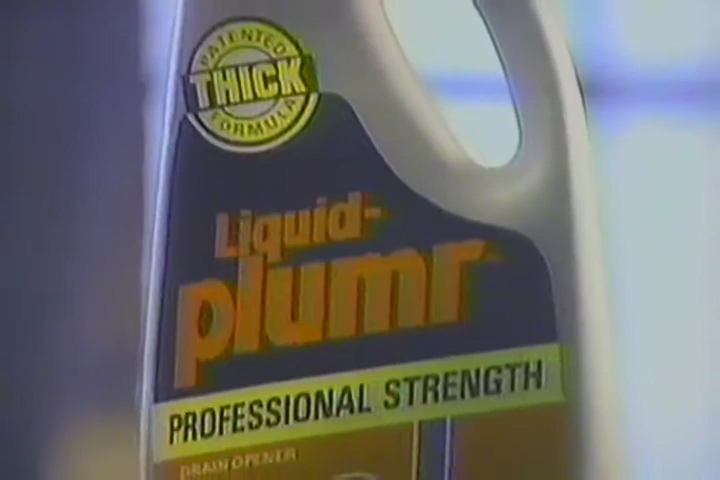 PATENTED
THICK
FORMULA
Liquid-
plumr
PROFESSIONAL STRENGTH
DRAIN OPENER